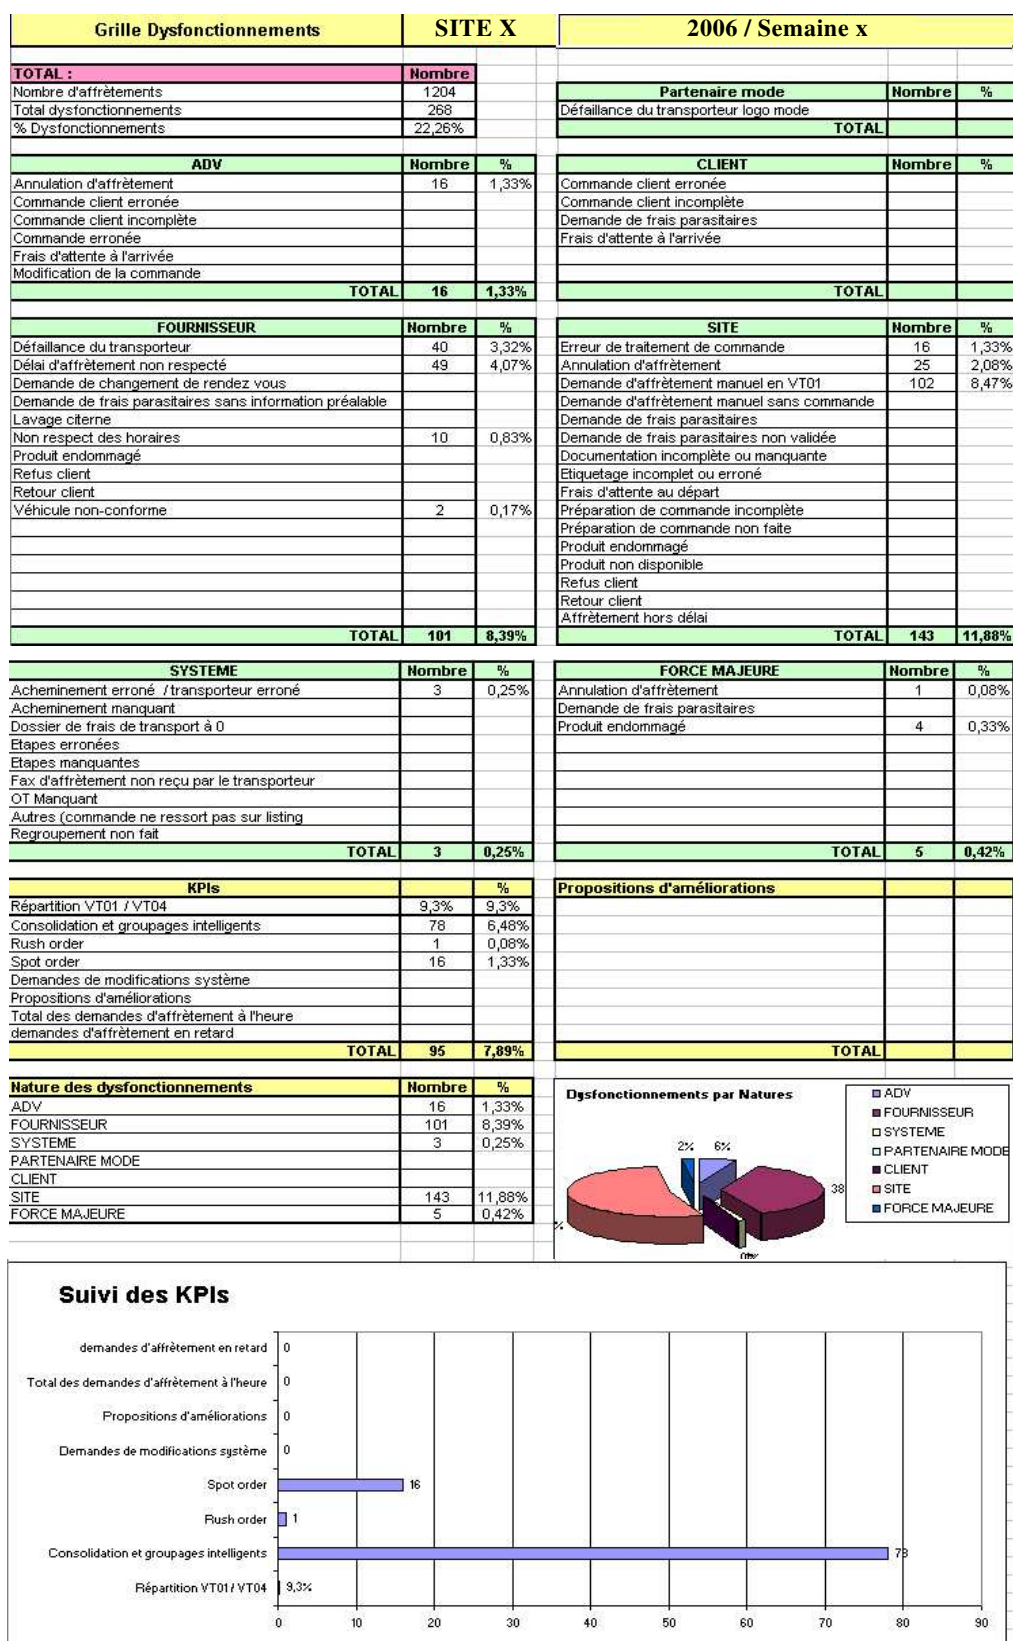 Grille Dysfonctionnements SITE X 2006 / Semaine x
TOTAL : Nombre
Nombre d'affrètements 1204
Total dysfonctionnements 268
% Dysfonctionnements 22,26%
Partenaire mode Nombre %
Défaillance du transporteur logo mode
TOTAL
ADV Nombre %
Annulation d'affrètement 16 1,33%
Commande client erronée
Commande client incomplète
Commande erronée
Frais d'attente à l'arrivée
Modification de la commande
TOTAL 16 1,33%
CLIENT Nombre %
Commande client erronée
Commande client incomplète
Demande de frais parasitaires
Frais d'attente à l'arrivée
TOTAL
FOURNISSEUR Nombre %
Défaillance du transporteur 40 3,32%
Délai d'affrètement non respecté 49 4,07%
Demande de changement de rendez vous
Demande de frais parasitaires sans information préalable
Lavage citerne
Non respect des horaires 10 0,83%
Produit endommagé
Refus client
Retour client
Véhicule non-conforme 2 0,17%
TOTAL 101 8,39%
SITE Nombre %
Erreur de traitement de commande 16 1,33%
Annulation d'affrètement 25 2,08%
Demande d'affrètement manuel en VT01 102 8,47%
Demande d'affrètement manuel sans commande
Demande de frais parasitaires
Demande de frais parasitaires non validée
Documentation incomplète ou manquante
Etiquetage incomplet ou erroné
Frais d'attente au départ
Préparation de commande incomplète
Préparation de commande non faite
Produit endommagé
Produit non disponible
Refus client
Retour client
Affrètement hors délai
TOTAL 143 11,88%
SYSTEME Nombre %
Acheminement erroné / transporteur erroné 3 0,25%
Acheminement manquant
Dossier de frais de transport à 0
Etapes erronées
Etapes manquantes
Fax d'affrètement non reçu par le transporteur
OT Manquant
Autres (commande ne ressort pas sur listing
Regroupement non fait
TOTAL 3 0,25%
FORCE MAJEURE Nombre %
Annulation d'affrètement 1 0,08%
Demande de frais parasitaires
Produit endommagé 4 0,33%
TOTAL 5 0,42%
KPIs %
Répartition VT01 / VT04 9,3% 9,3%
Consolidation et groupages intelligents 78 6,48%
Rush order 1 0,08%
Spot order 16 1,33%
Demandes de modifications système
Propositions d'améliorations
Total des demandes d'affrètement à l'heure
demandes d'affrètement en retard
TOTAL 95 7,89%
Propositions d'améliorations
TOTAL
Nature des dysfonctionnements Nombre %
ADV 16 1,33%
FOURNISSEUR 101 8,39%
SYSTEME 3 0,25%
PARTENAIRE MODE
CLIENT
SITE 143 11,88%
FORCE MAJEURE 5 0,42%
Dysfonctionnements par Natures
2% 6%
38
%
ADV
FOURNISSEUR
SYSTEME
PARTENAIRE MODE
CLIENT
SITE
FORCE MAJEURE
Suivi des KPIs
demandes d'affrètement en retard 0
Total des demandes d'affrètement à l'heure 0
Propositions d'améliorations 0
Demandes de modifications système 0
Spot order 16
Rush order 1
Consolidation et groupages intelligents 78
Répartition VT01 / VT04 9,3%
0 10 20 30 40 50 60 70 80 90